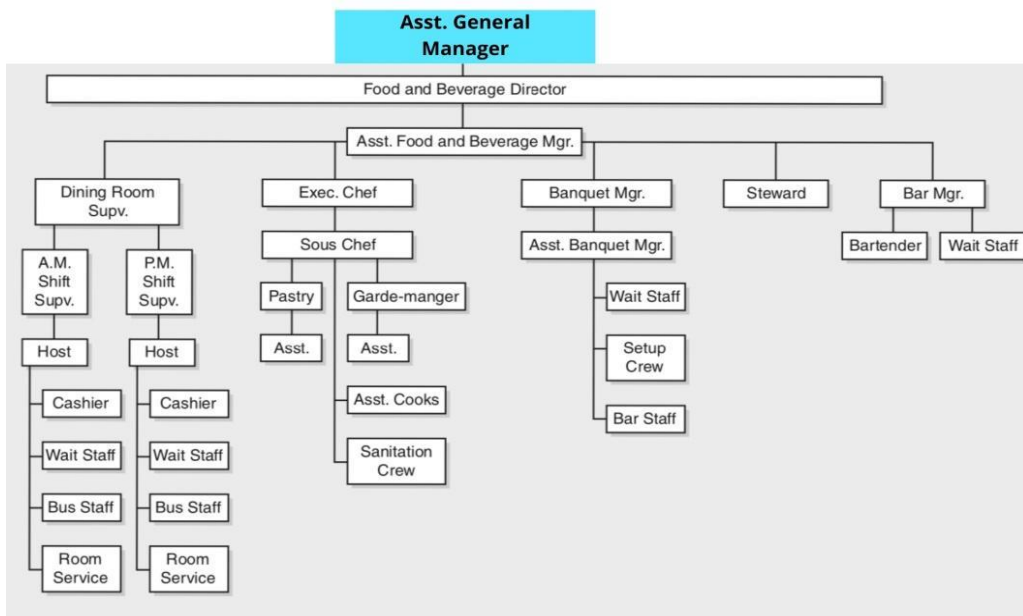 Asst. General
Manager
Food and Beverage Director
Asst. Food and Beverage Mgr.
Dining Room
Supv.
Exec. Chef
Banquet Mgr.
Steward
Bar Mgr.
A.M.
Shift
Supv.
P.M.
Shift
Supv.
Sous Chef
Asst. Banquet Mgr.
Bartender
Wait Staff
Pastry
Garde-manger
Wait Staff
Host
Host
Asst.
Asst.
Setup
Crew
Cashier
Cashier
Asst. Cooks
Bar Staff
Wait Staff
Wait Staff
Sanitation
Crew
Bus Staff
Bus Staff
Room
Service
Room
Service